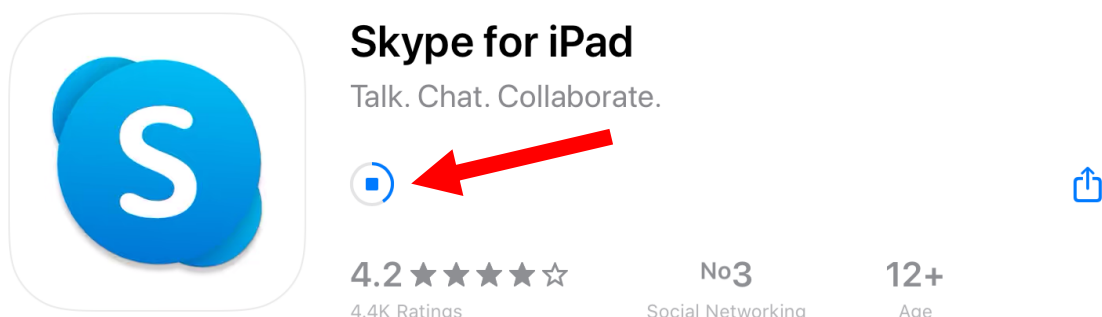 S
Skype for iPad
Talk. Chat. Collaborate.
4.2
No3
12+
4.4K Ratings
Social Networking
Age